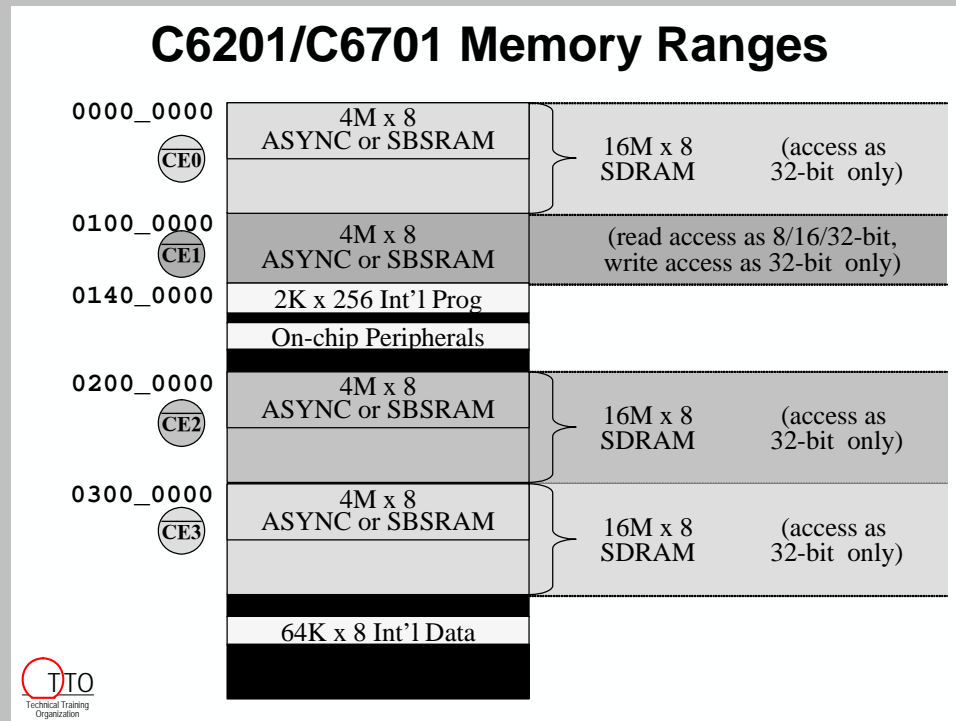 C6201/C6701 Memory Ranges
0000_0000
CE0
4M x 8
ASYNC or SBSRAM
16M x 8
SDRAM
(access as
32-bit only)
0100_0000
CE1
4M x 8
ASYNC or SBSRAM
(read access as 8/16/32-bit,
write access as 32-bit only)
0140_0000
2K x 256 Int’l Prog
On-chip Peripherals
0200_0000
CE2
4M x 8
ASYNC or SBSRAM
16M x 8
SDRAM
(access as
32-bit only)
0300_0000
CE3
4M x 8
ASYNC or SBSRAM
16M x 8
SDRAM
(access as
32-bit only)
64K x 8 Int’l Data
TTO
Technical Training
Organization